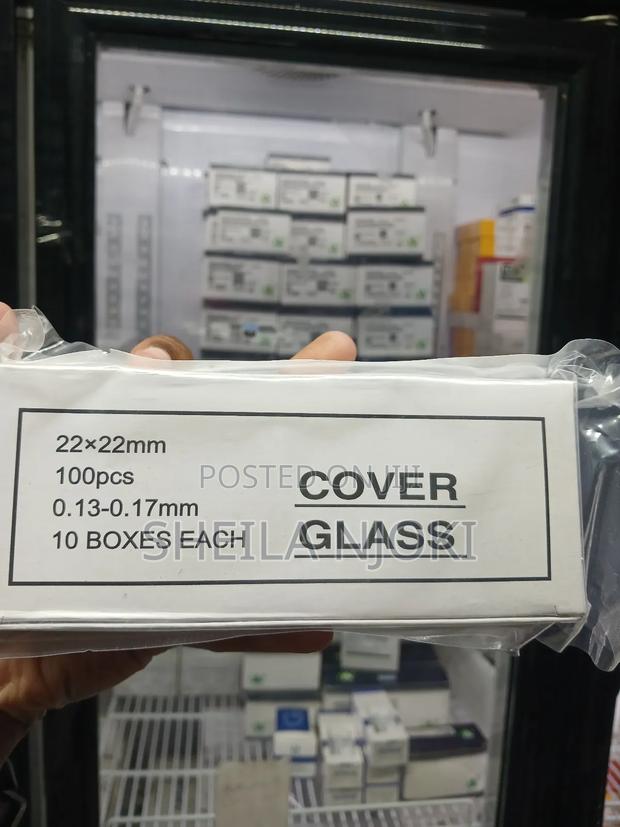 22×22mm
100pcs
0.13-0.17mm
10 BOXES EACH
COVER
GLASS
POSTED ON JIJI
SHEILA NJOKI